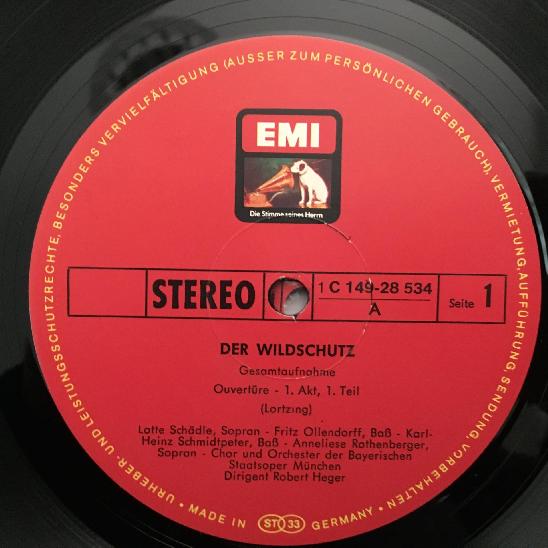 URHEBER- UND LEISTUNGSSCHUTZRECHTE, BESONDERS VERVIELFÄLTIGUNG (AUSSER ZUM PERSÖNLICHEN GEBRAUCH), VERMIETUNG, AUFFÜHRUNG, SENDUNG, VORBEHALTEN
EMI
Die Stimme seines Herrn
STEREO
1 C 149-28 534
A
Seite 1
DER WILDSCHUTZ
Gesamtaufnahme
Ouvertüre - 1. Akt, 1. Teil
(Lortzing)
Lotte Schädle, Sopran - Fritz Ollendorff, Baß - Karl-
Heinz Schmidtpeter, Baß - Anneliese Rothenberger,
Sopran - Chor und Orchester der Bayerischen
Staatsoper München
Dirigent Robert Heger
• MADE IN ST 33 GERMANY •